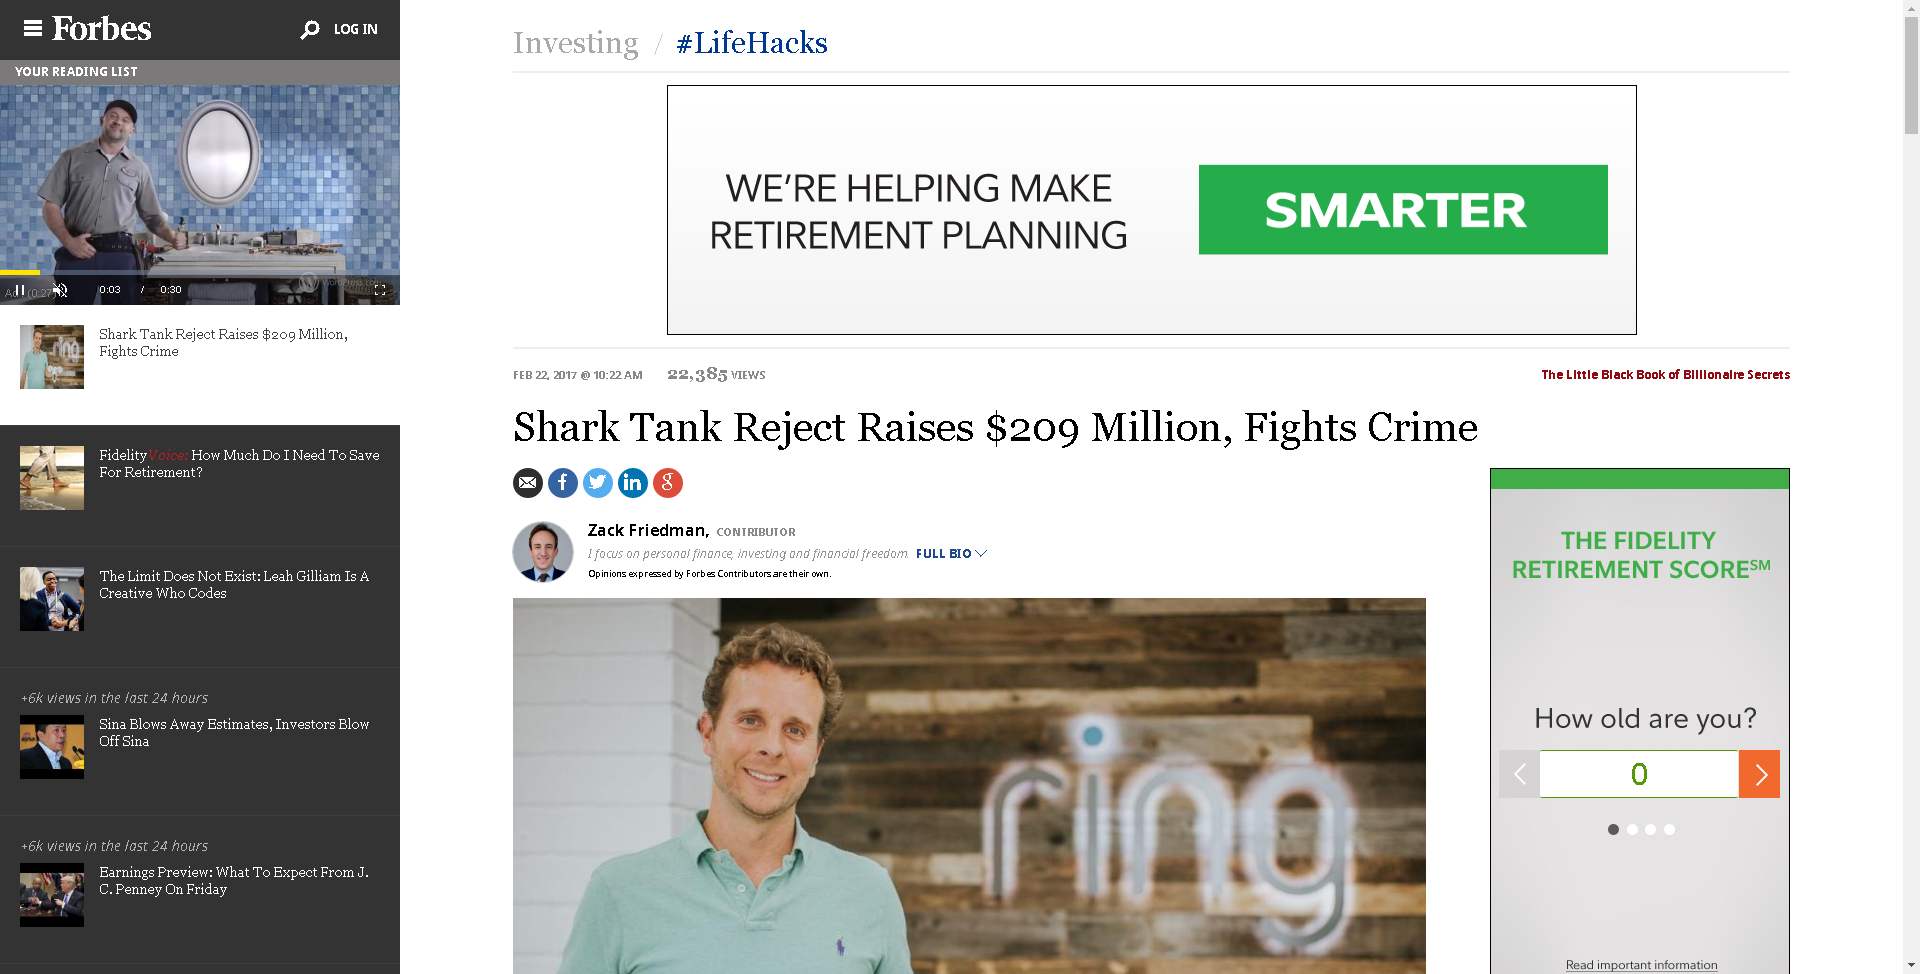 Forbes
LOG IN
YOUR READING LIST
0:03 / 0:30
Shark Tank Reject Raises $209 Million,
Fights Crime
FidelityVoice: How Much Do I Need To Save
For Retirement?
The Limit Does Not Exist: Leah Gilliam Is A
Creative Who Codes
+6k views in the last 24 hours
Sina Blows Away Estimates, Investors Blow
Off Sina
+6k views in the last 24 hours
Earnings Preview: What To Expect From J.
C. Penney On Friday
Investing / #LifeHacks
WE'RE HELPING MAKE
RETIREMENT PLANNING
SMARTER
FEB 22, 2017 @ 10:22 AM 22,385 VIEWS
The Little Black Book of Billionaire Secrets
Shark Tank Reject Raises $209 Million, Fights Crime
Zack Friedman, CONTRIBUTOR
I focus on personal finance, investing and financial freedom. FULL BIO
Opinions expressed by Forbes Contributors are their own.
ring
THE FIDELITY
RETIREMENT SCORESM
How old are you?
0
Read important information